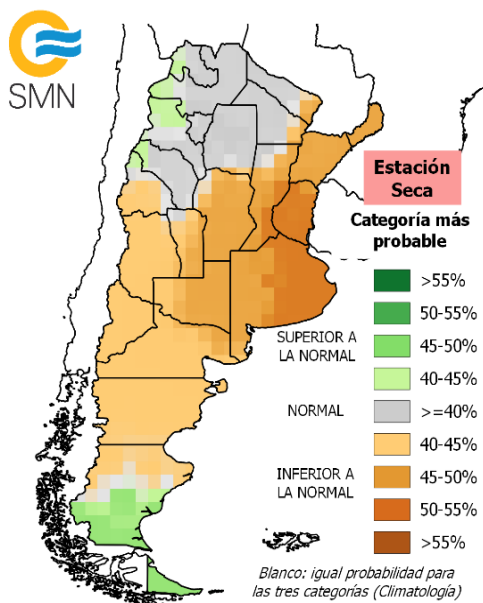 SMN
Estación
Seca
Categoría más
probable
>55%
50-55%
SUPERIOR A
LA NORMAL
45-50%
40-45%
NORMAL
>=40%
40-45%
INFERIOR A
LA NORMAL
45-50%
50-55%
>55%
Blanco: igual probabilidad para
las tres categorías (Climatología)